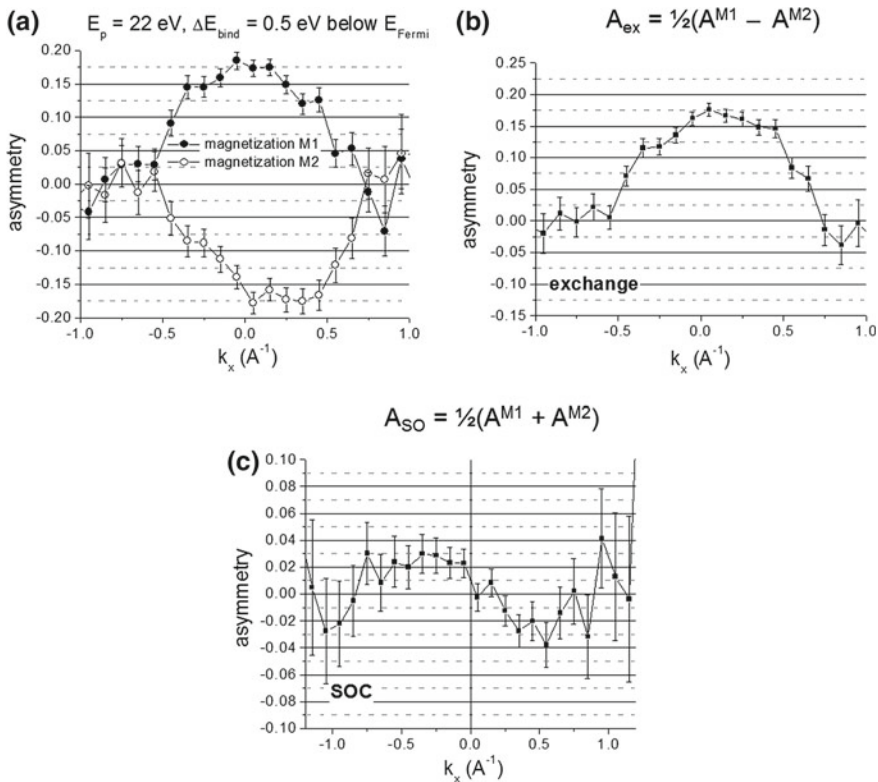 (a)
E_p = 22 eV, ΔE_bind = 0.5 eV below E_Fermi
0.20
0.15
0.10
0.05
0.00
-0.05
-0.10
-0.15
0.20
asymmetry
magnetization M1
magnetization M2
-1.0
-0.5
0.0
0.5
1.0
k_x (A^-1)
(b)
A_ex = ½(A^M1 − A^M2)
0.25
0.20
0.15
0.10
0.05
0.00
0.05
0.10
0.15
asymmetry
exchange
-1.0
-0.5
0.0
0.5
1.0
k_x (A^-1)
A_SO = ½(A^M1 + A^M2)
(c)
0.10
0.08
0.06
0.04
0.02
0.00
-0.02
-0.04
-0.06
-0.08
0.10
asymmetry
SOC
-1.0
-0.5
0.0
0.5
1.0
k_x (A^-1)